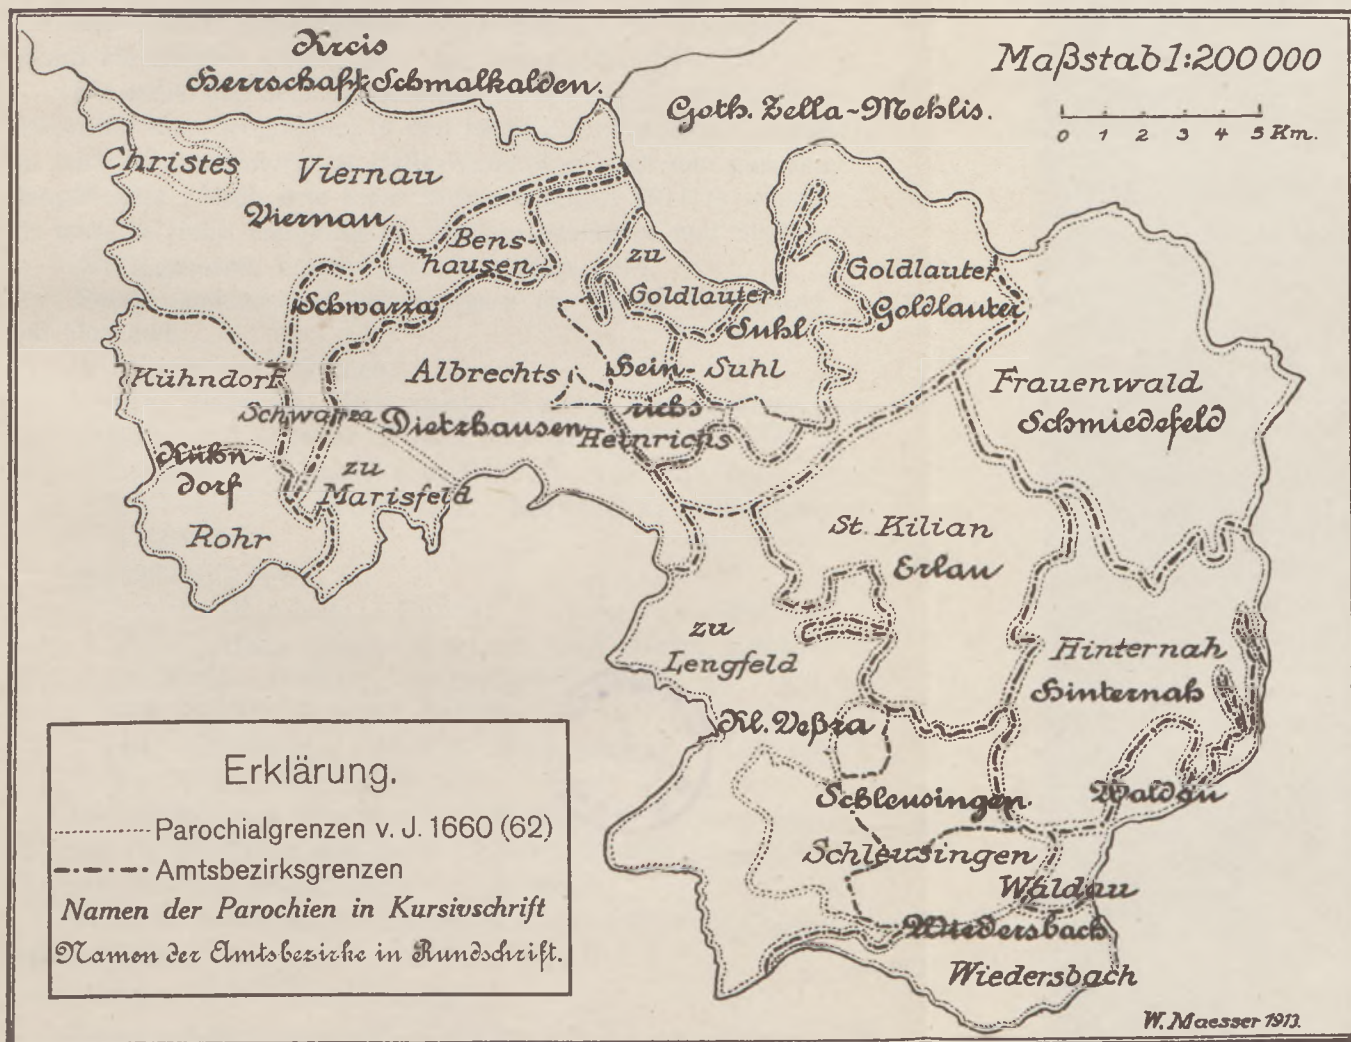 Kreis
Herrschaft Schmalkalden.
Maßstab 1:200 000
Goth. Zella-Mehlis.
0 1 2 3 4 5 Km.
Christes
Viernau
Viernau
Bens-
hausen
zu
Goldlauter
Goldlauter
Goldlauter
Schwarza
Suhl
Suhl
Kühndorf
Albrechts
Hein-
richs
Frauenwald
Schmiedefeld
Schwarza
Dietzhausen
Heinrichs
Kühn-
dorf
zu
Marisfeld
Rohr
St. Kilian
Erlau
zu
Lengfeld
Hinternah
Hinternah
Kl. Veßra
Schleusingen.
Waldau
Schleusingen
Waldau
Wiedersbach
Wiedersbach
Erklärung.
Parochialgrenzen v. J. 1660 (62)
Amtsbezirksgrenzen
Namen der Parochien in Kursivschrift
Namen der Amtsbezirke in Rundschrift.
W. Maesser 1913.